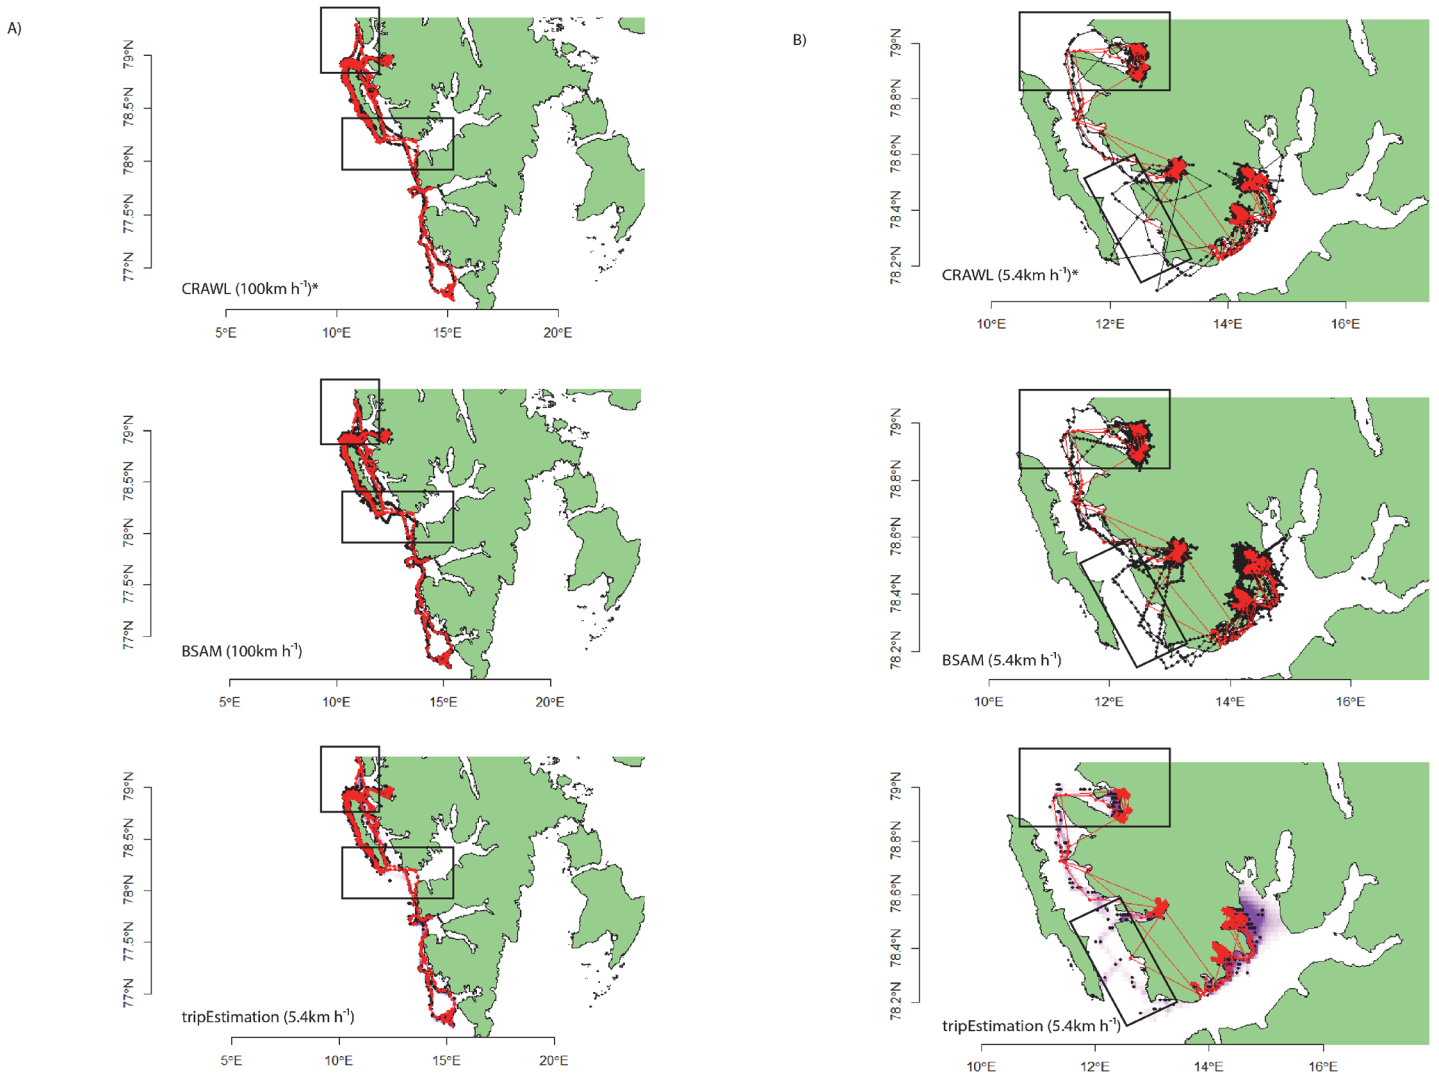 A)
79°N
78.5°N
78°N
77.5°N
77°N
CRAWL (100km h⁻¹)*
5°E 10°E 15°E 20°E
B)
79°N
78.8°N
78.6°N
78.4°N
78.2°N
CRAWL (5.4km h⁻¹)*
10°E 12°E 14°E 16°E
79°N
78.5°N
78°N
77.5°N
77°N
BSAM (100km h⁻¹)
5°E 10°E 15°E 20°E
79°N
78.8°N
78.6°N
78.4°N
78.2°N
BSAM (5.4km h⁻¹)
10°E 12°E 14°E 16°E
79°N
78.5°N
78°N
77.5°N
77°N
tripEstimation (5.4km h⁻¹)
5°E 10°E 15°E 20°E
79°N
78.8°N
78.6°N
78.4°N
78.2°N
tripEstimation (5.4km h⁻¹)
10°E 12°E 14°E 16°E